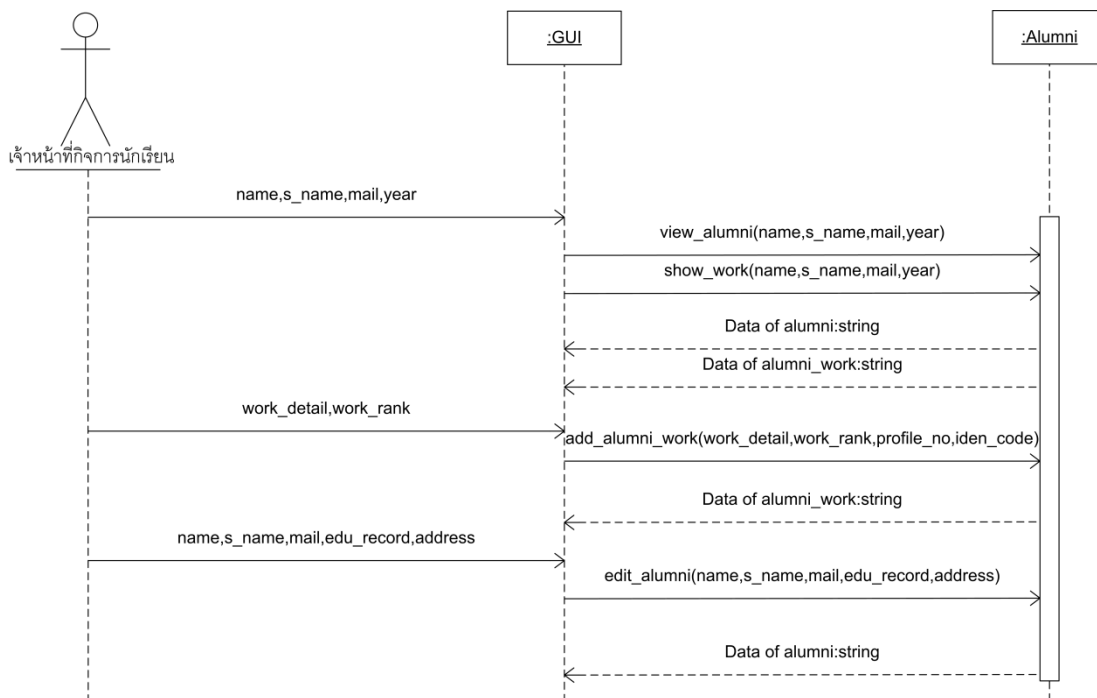 :GUI
:Alumni
เจ้าหน้าที่กิจการนักเรียน
name,s_name,mail,year
view_alumni(name,s_name,mail,year)
show_work(name,s_name,mail,year)
Data of alumni:string
Data of alumni_work:string
work_detail,work_rank
add_alumni_work(work_detail,work_rank,profile_no,iden_code)
Data of alumni_work:string
name,s_name,mail,edu_record,address
edit_alumni(name,s_name,mail,edu_record,address)
Data of alumni:string